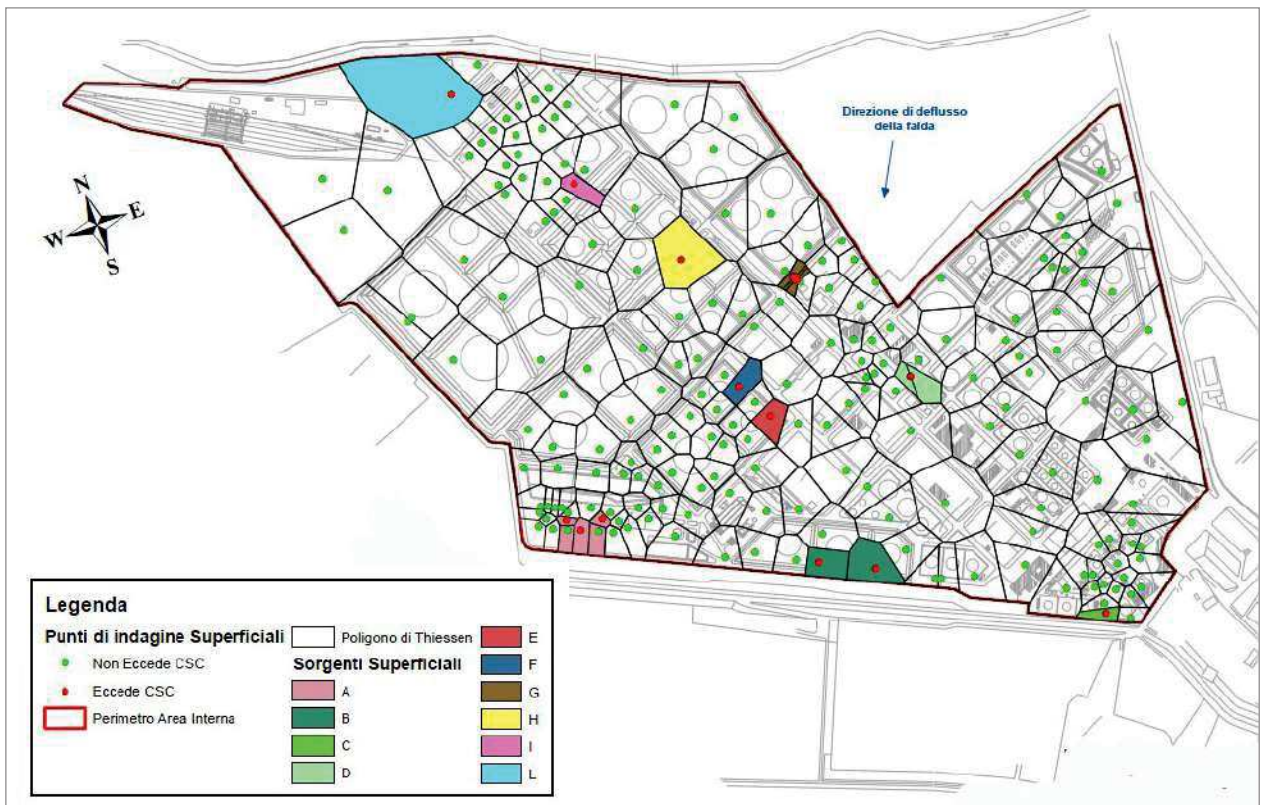 Direzione di deflusso
della falda
N
E
W
S
Legenda
Punti di indagine Superficiali
Non Eccede CSC
Eccede CSC
Perimetro Area Interna
Poligono di Thiessen
Sorgenti Superficiali
A
B
C
D
E
F
G
H
I
L